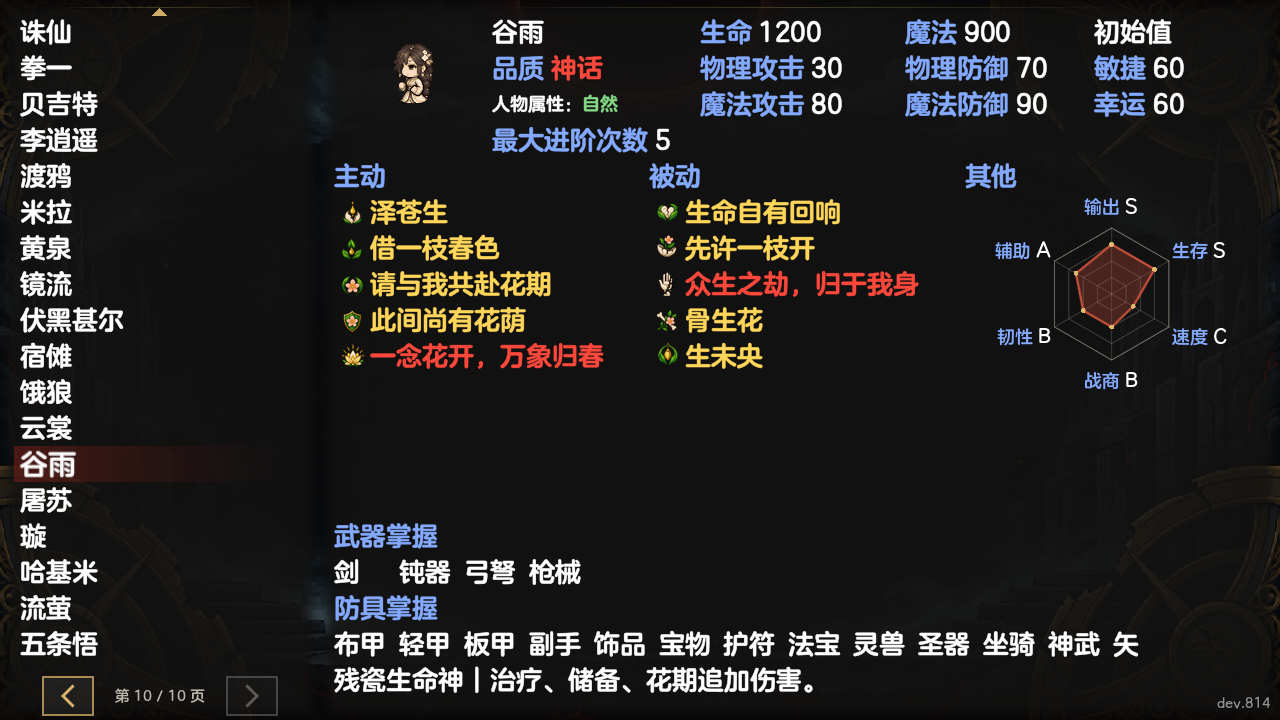 诛仙
拳一
贝吉特
李逍遥
渡鸦
米拉
黄泉
镜流
伏黑甚尔
宿傩
饿狼
云裳
谷雨
屠苏
璇
哈基米
流萤
五条悟
第 10 / 10 页
谷雨
品质 神话
人物属性：自然
最大进阶次数 5
生命 1200 魔法 900 初始值
物理攻击 30 物理防御 70 敏捷 60
魔法攻击 80 魔法防御 90 幸运 60
主动
泽苍生
借一枝春色
请与我共赴花期
此间尚有花荫
一念花开，万象归春
被动
生命自有回响
先许一枝开
众生之劫，归于我身
骨生花
生未央
其他
输出 S
辅助 A
生存 S
韧性 B
速度 C
战商 B
武器掌握
剑 钝器 弓弩 枪械
防具掌握
布甲 轻甲 板甲 副手 饰品 宝物 护符 法宝 灵兽 圣器 坐骑 神武 矢
残瓷生命神丨治疗、储备、花期追加伤害。
dev.814